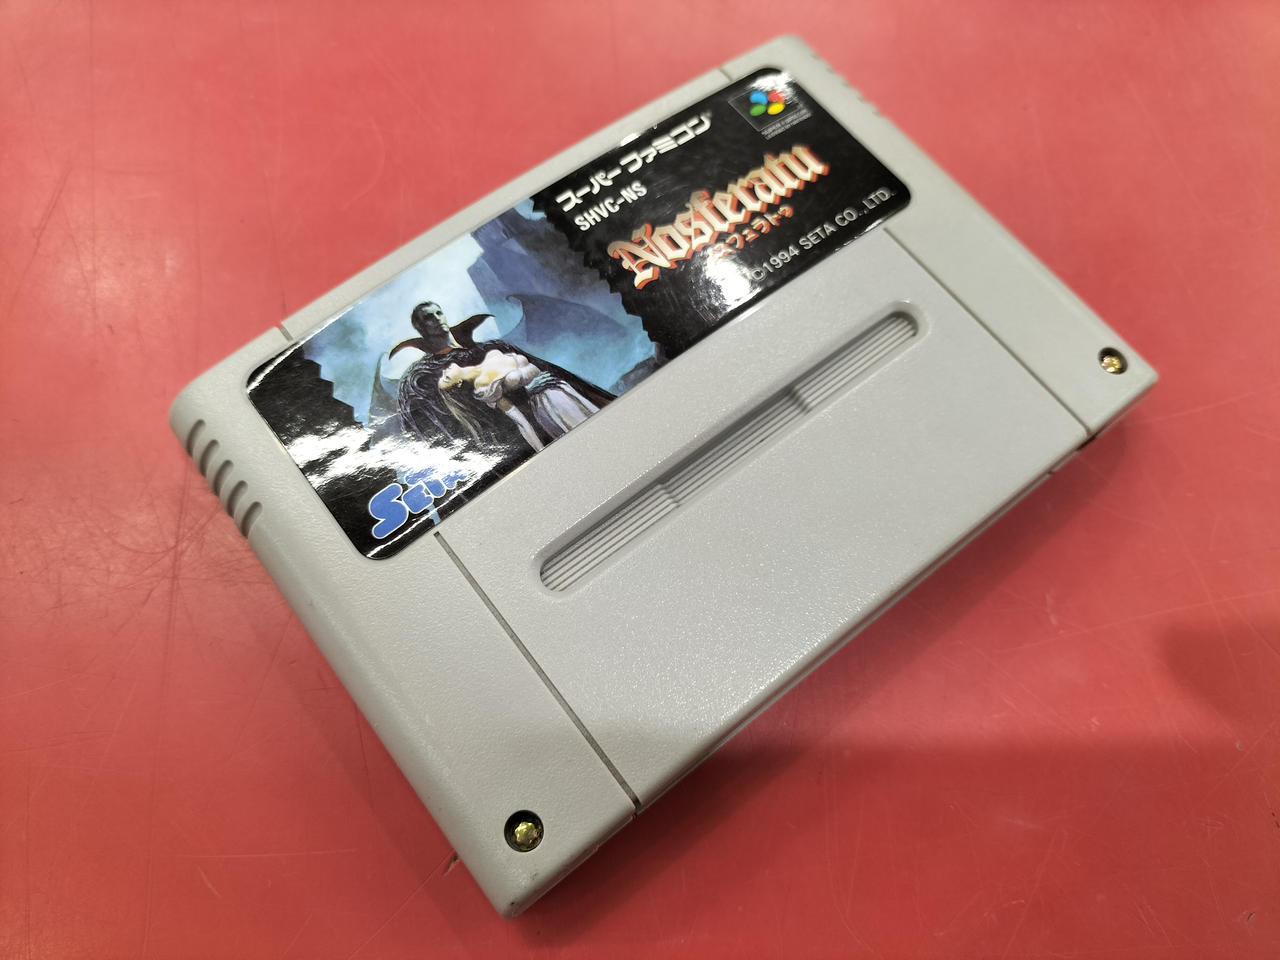 スーパーファミコン
SHVC-NS
Nosferatu
ノスフェラトゥ
©1994 SETA CO., LTD.
SETA